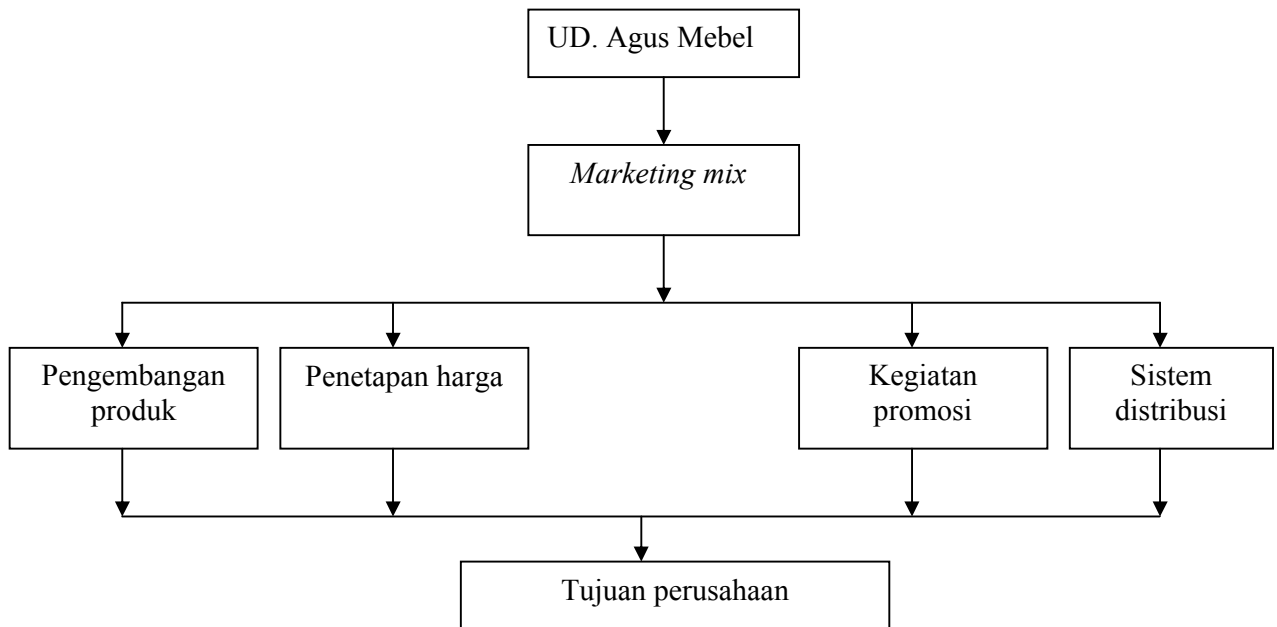 UD. Agus Mebel
Marketing mix
Pengembangan
produk
Penetapan harga
Kegiatan
promosi
Sistem
distribusi
Tujuan perusahaan